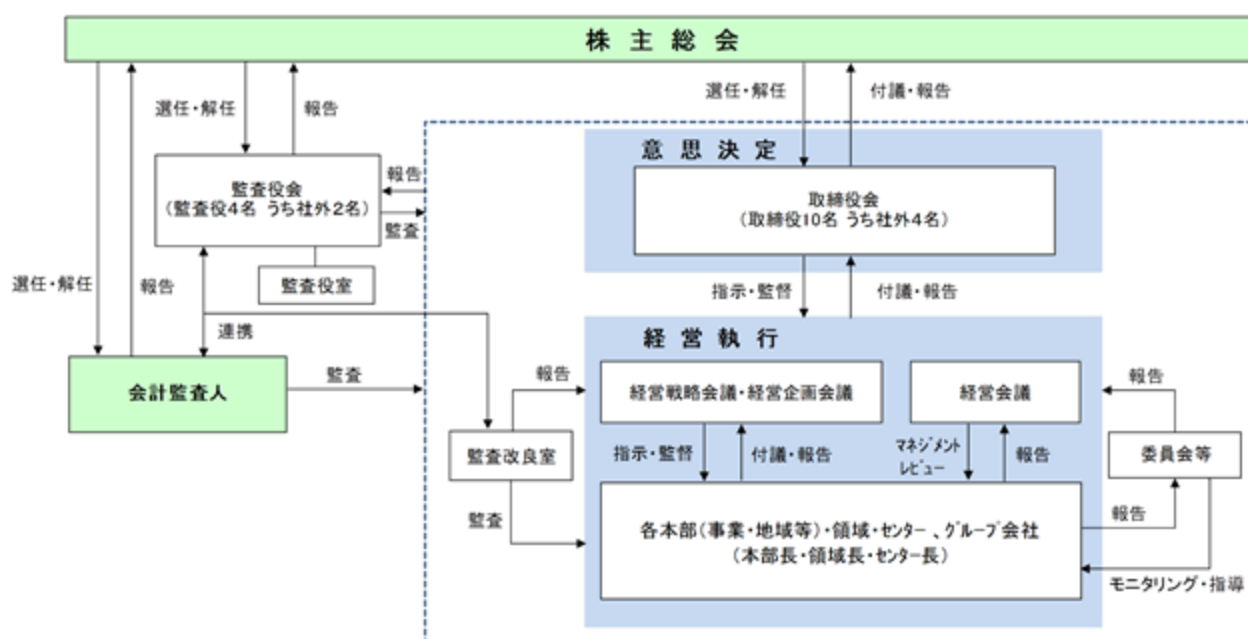 株主総会
選任・解任
報告
選任・解任
付議・報告
意思決定
監査役会
(監査役4名 うち社外2名)
報告
監査
取締役会
(取締役10名 うち社外4名)
監査役室
選任・解任
報告
連携
指示・監督
付議・報告
経営執行
会計監査人
監査
報告
経営戦略会議・経営企画会議
経営会議
報告
監査改良室
指示・監督
付議・報告
マネジメント
レビュー
報告
委員会等
監査
各本部(事業・地域等)・領域・センター、グループ会社
(本部長・領域長・センター長)
報告
モニタリング・指導